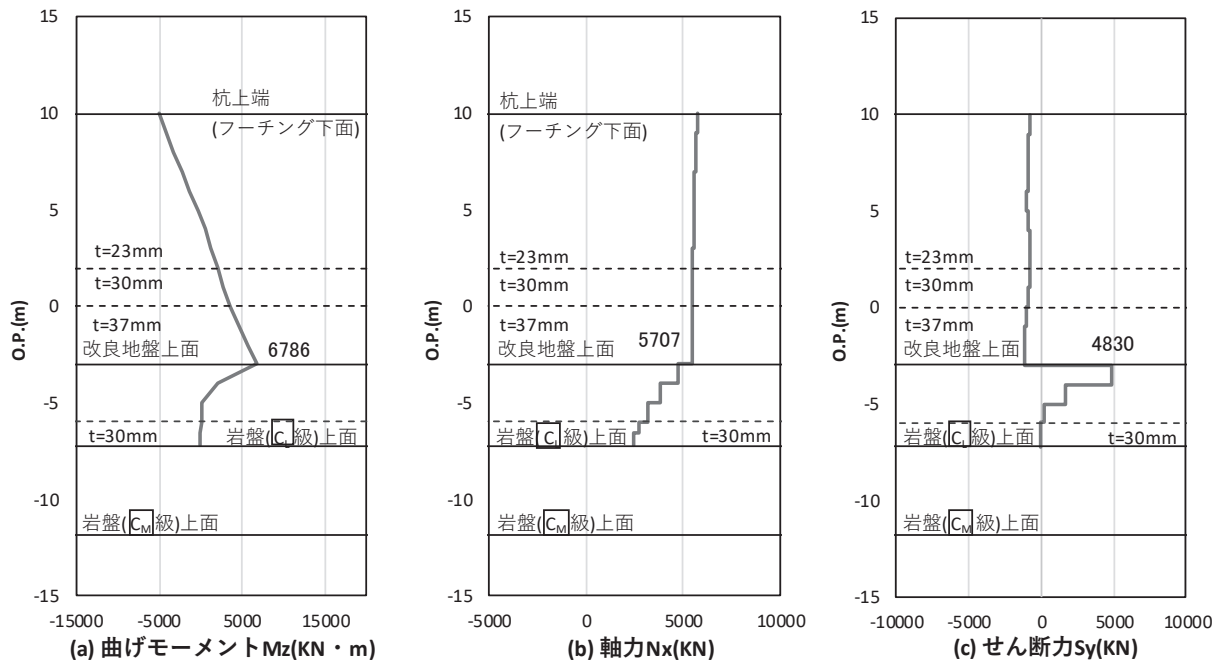 15
10
5
0
-5
-10
-15
O.P.(m)
杭上端
(フーチング下面)
t=23mm
t=30mm
t=37mm
改良地盤上面
6786
t=30mm
岩盤(CL級)上面
岩盤(CM級)上面
-15000
-5000
5000
15000
(a) 曲げモーメントMz(KN・m)
15
10
5
0
-5
-10
-15
杭上端
(フーチング下面)
t=23mm
t=30mm
t=37mm
5707
改良地盤上面
岩盤(CL級)上面
t=30mm
岩盤(CM級)上面
-5000
0
5000
10000
(b) 軸力Nx(KN)
15
10
5
0
-5
-10
-15
杭上端
(フーチング下面)
t=23mm
t=30mm
t=37mm
改良地盤上面
4830
岩盤(CL級)上面
t=30mm
岩盤(CM級)上面
-10000
-5000
0
5000
10000
(c) せん断力Sy(KN)